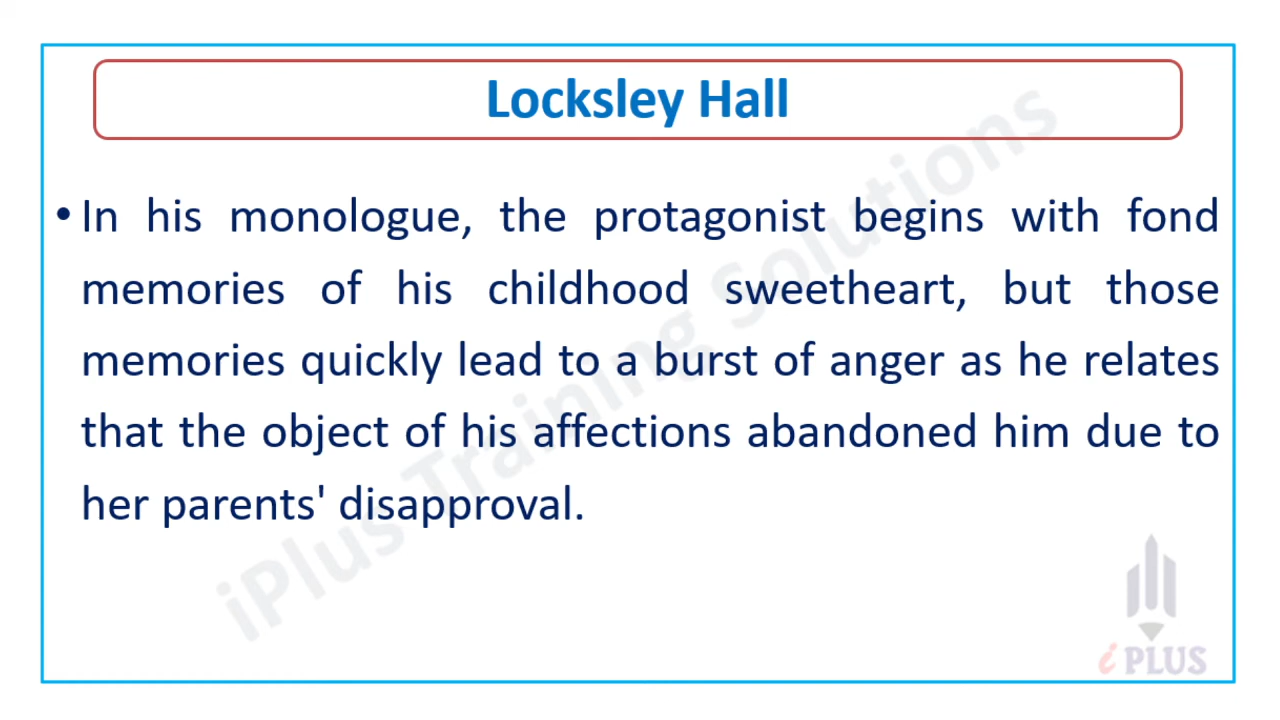 Locksley Hall
• In his monologue, the protagonist begins with fond
memories of his childhood sweetheart, but those
memories quickly lead to a burst of anger as he relates
that the object of his affections abandoned him due to
her parents' disapproval.
iPlus Training Solutions
i PLUS